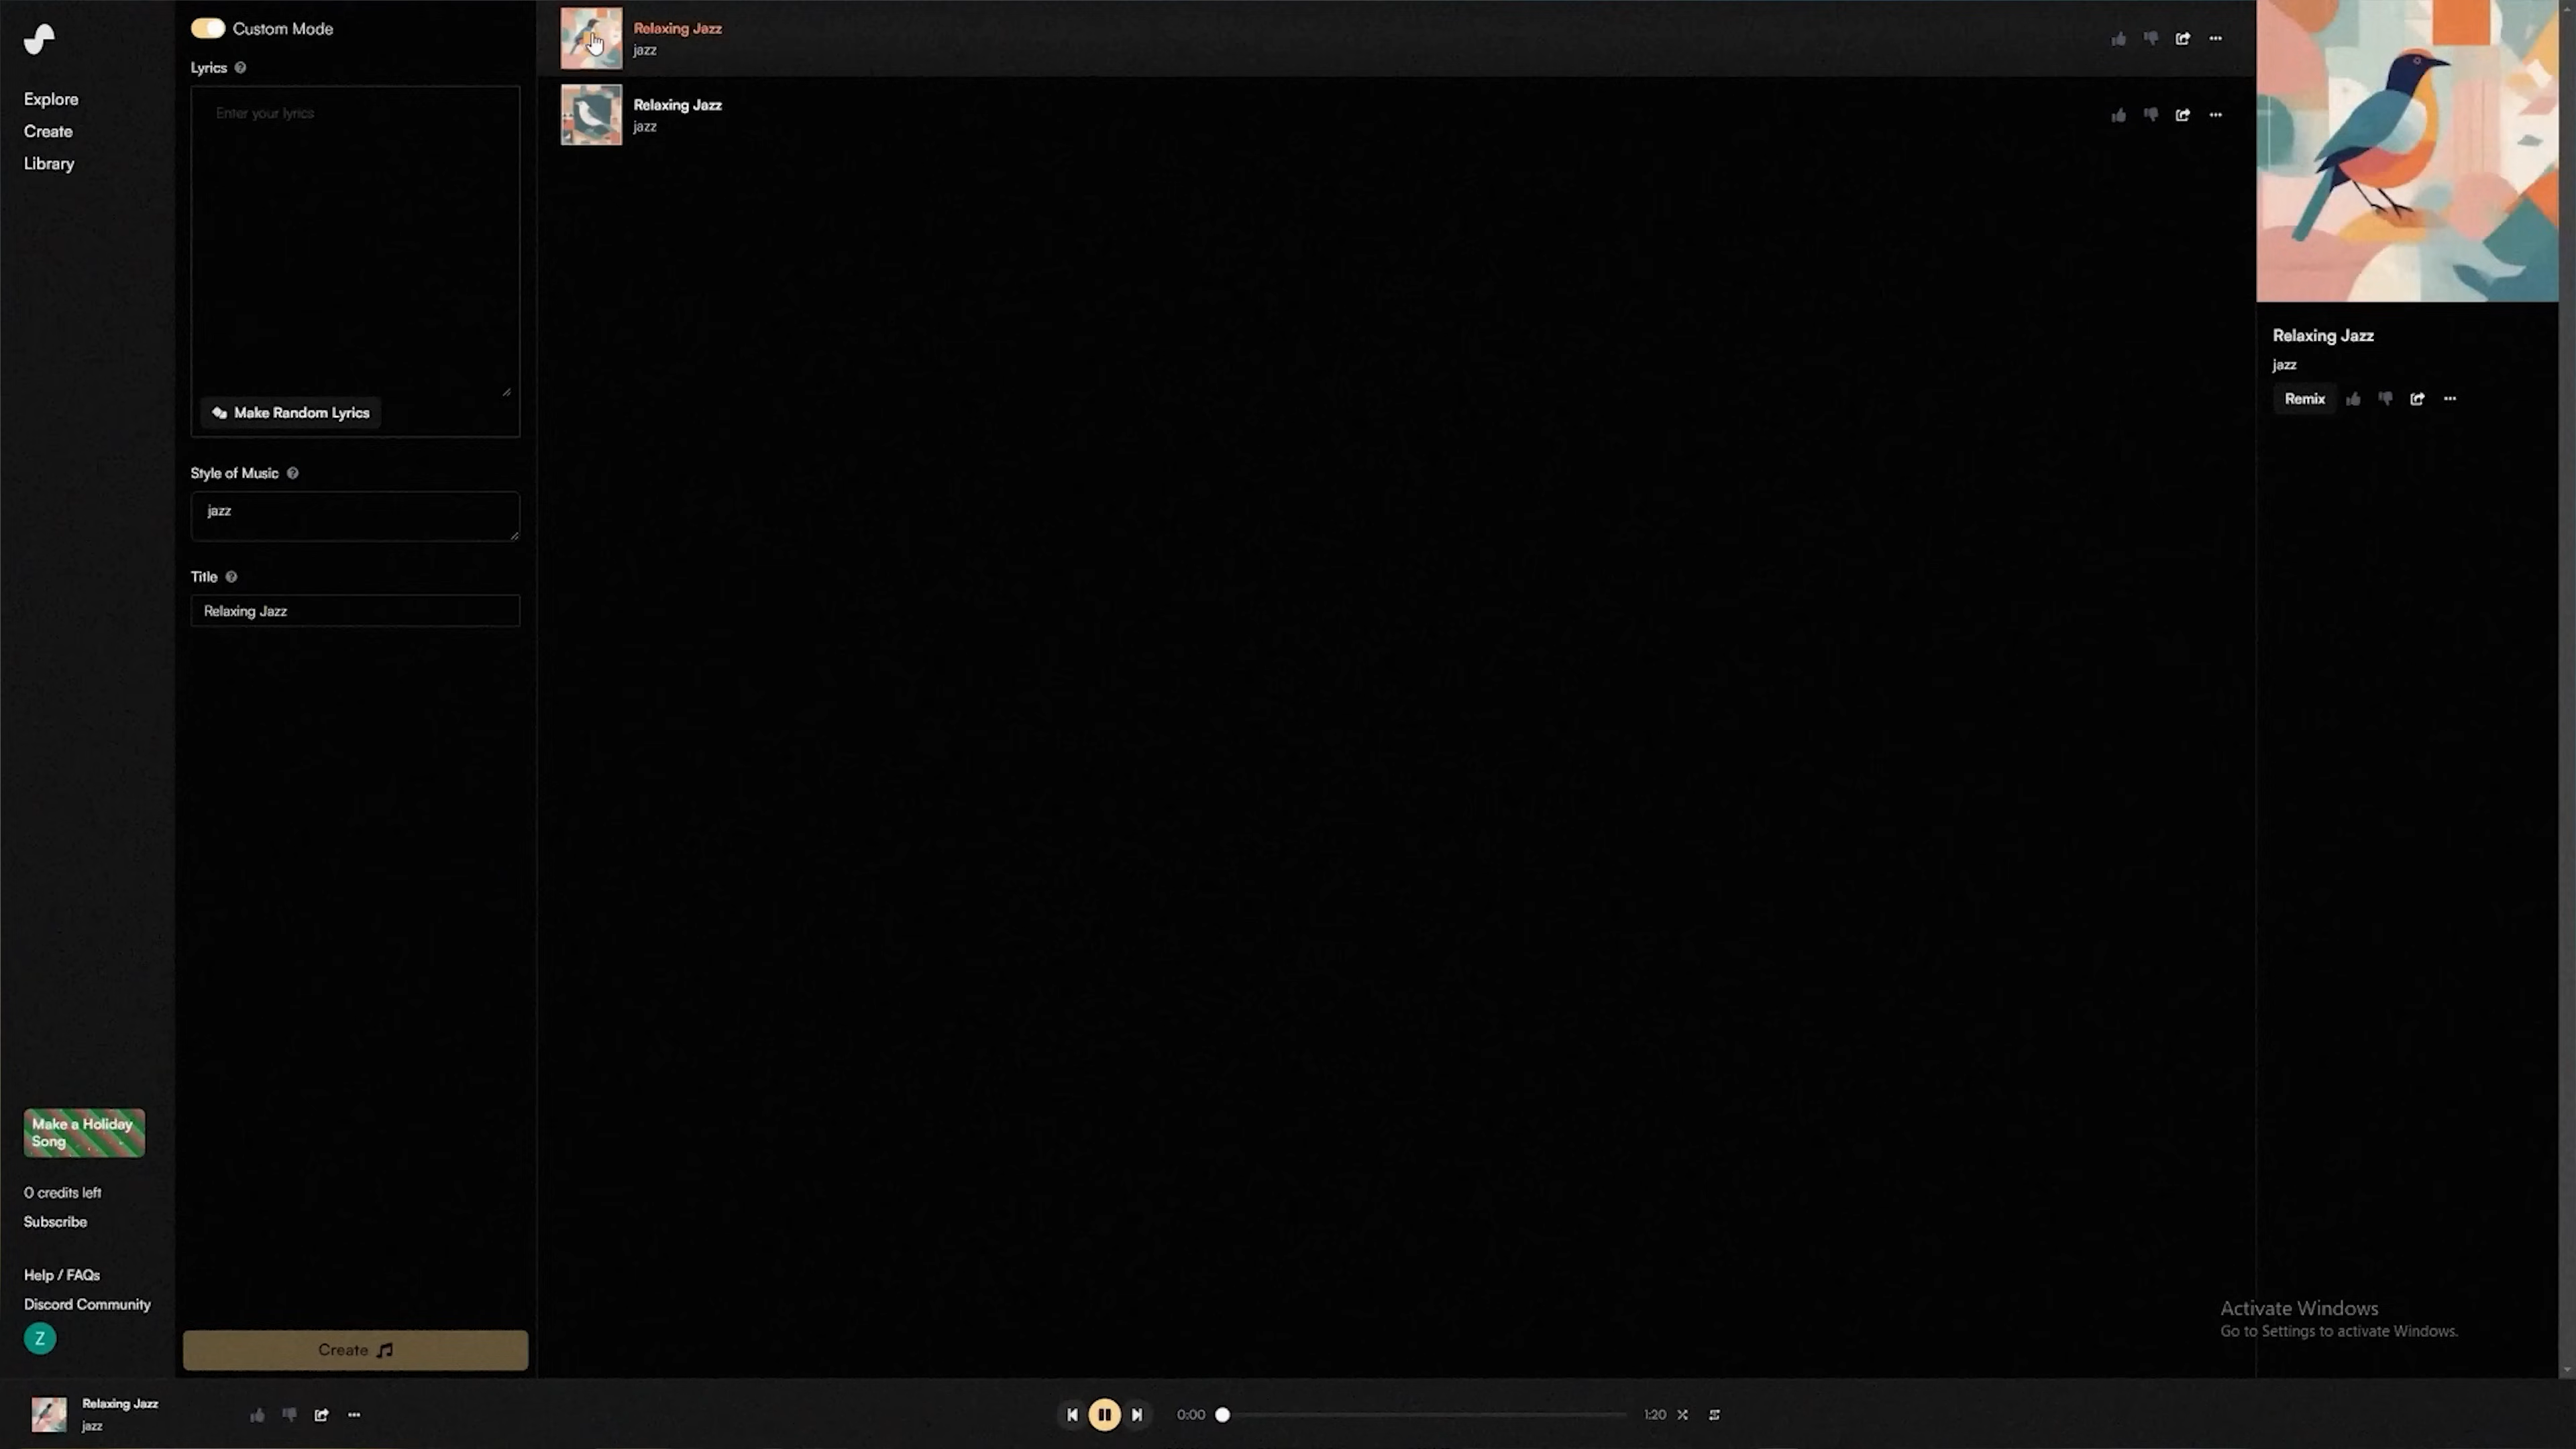 Explore
Create
Library
Make a Holiday
Song
0 credits left
Subscribe
Help / FAQs
Discord Community
Z
Custom Mode
Lyrics
Enter your lyrics
Make Random Lyrics
Style of Music
jazz
Title
Relaxing Jazz
Create
Relaxing Jazz
jazz
Relaxing Jazz
jazz
Relaxing Jazz
jazz
Remix
Activate Windows
Go to Settings to activate Windows.
Relaxing Jazz
jazz
0:00
1:20